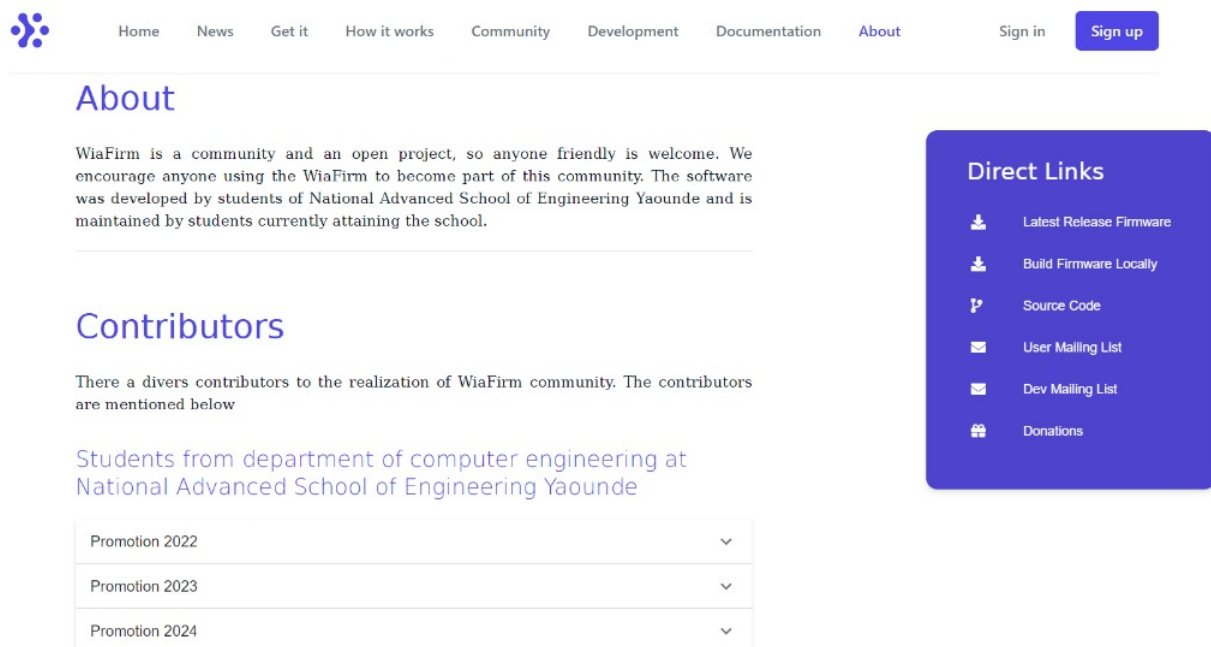 Home News Get it How it works Community Development Documentation About Sign in Sign up
About
WiaFirm is a community and an open project, so anyone friendly is welcome. We
encourage anyone using the WiaFirm to become part of this community. The software
was developed by students of National Advanced School of Engineering Yaounde and is
maintained by students currently attaining the school.
Contributors
There a divers contributors to the realization of WiaFirm community. The contributors
are mentioned below
Students from department of computer engineering at
National Advanced School of Engineering Yaounde
Promotion 2022
Promotion 2023
Promotion 2024
Direct Links
Latest Release Firmware
Build Firmware Locally
Source Code
User Mailing List
Dev Mailing List
Donations